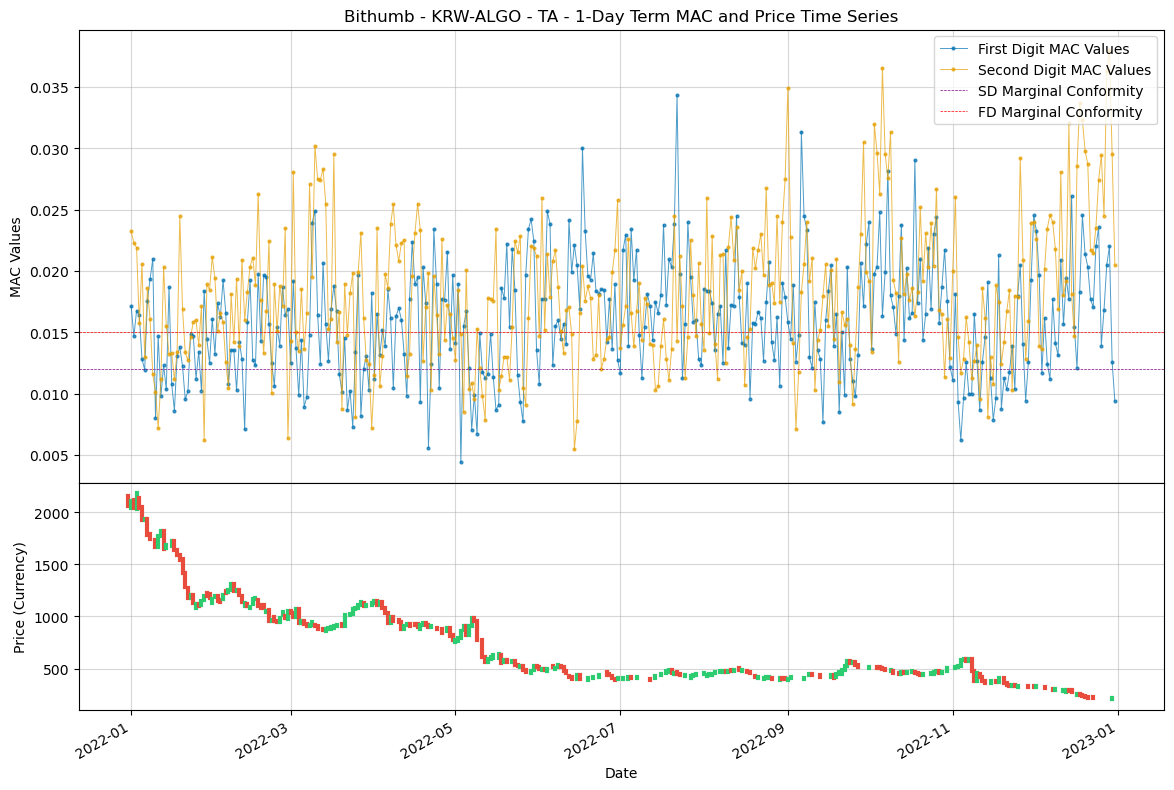 Bithumb - KRW-ALGO - TA - 1-Day Term MAC and Price Time Series
First Digit MAC Values
Second Digit MAC Values
SD Marginal Conformity
FD Marginal Conformity
MAC Values
0.035
0.030
0.025
0.020
0.015
0.010
0.005
Price (Currency)
2000
1500
1000
500
2022-01
2022-03
2022-05
2022-07
2022-09
2022-11
2023-01
Date